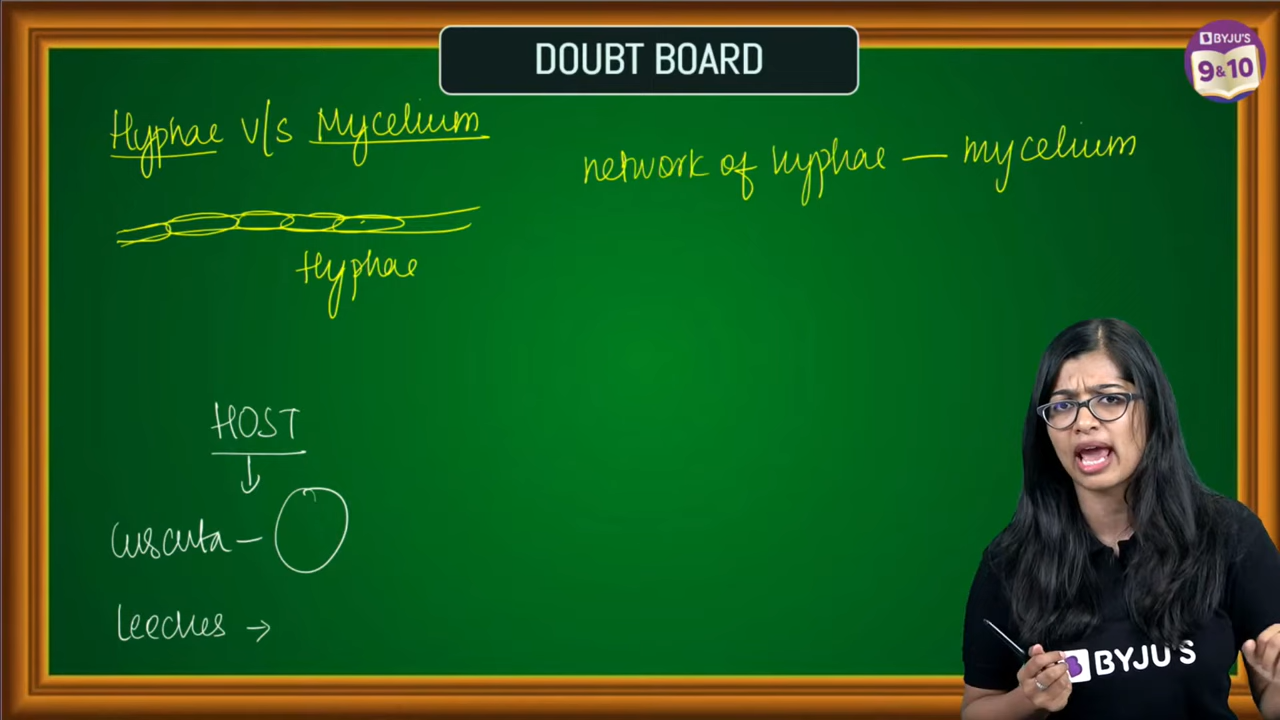 DOUBT BOARD
BYJU'S
9&10
Hyphae v/s Mycelium
network of hyphae — mycelium
Hyphae
HOST
↓
Cuscuta —
leeches →
BYJU'S